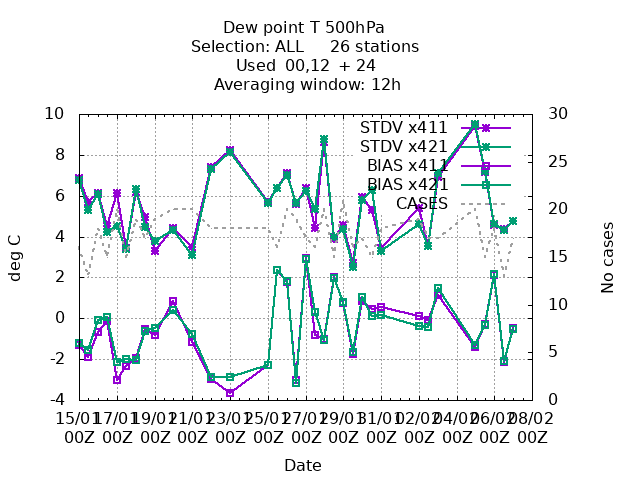 Dew point T 500hPa
Selection: ALL 26 stations
Used 00,12 + 24
Averaging window: 12h
10 30
STDV x411
STDV x421
8 25
BIAS x411
BIAS x421
6 20
CASES
4 15
2 10
0
-2 5
-4 0
deg C
No cases
15/01 17/01 19/01 21/01 23/01 25/01 27/01 29/01 31/01 02/02 04/02 06/02 08/02
00Z 00Z 00Z 00Z 00Z 00Z 00Z 00Z 00Z 00Z 00Z 00Z 00Z
Date